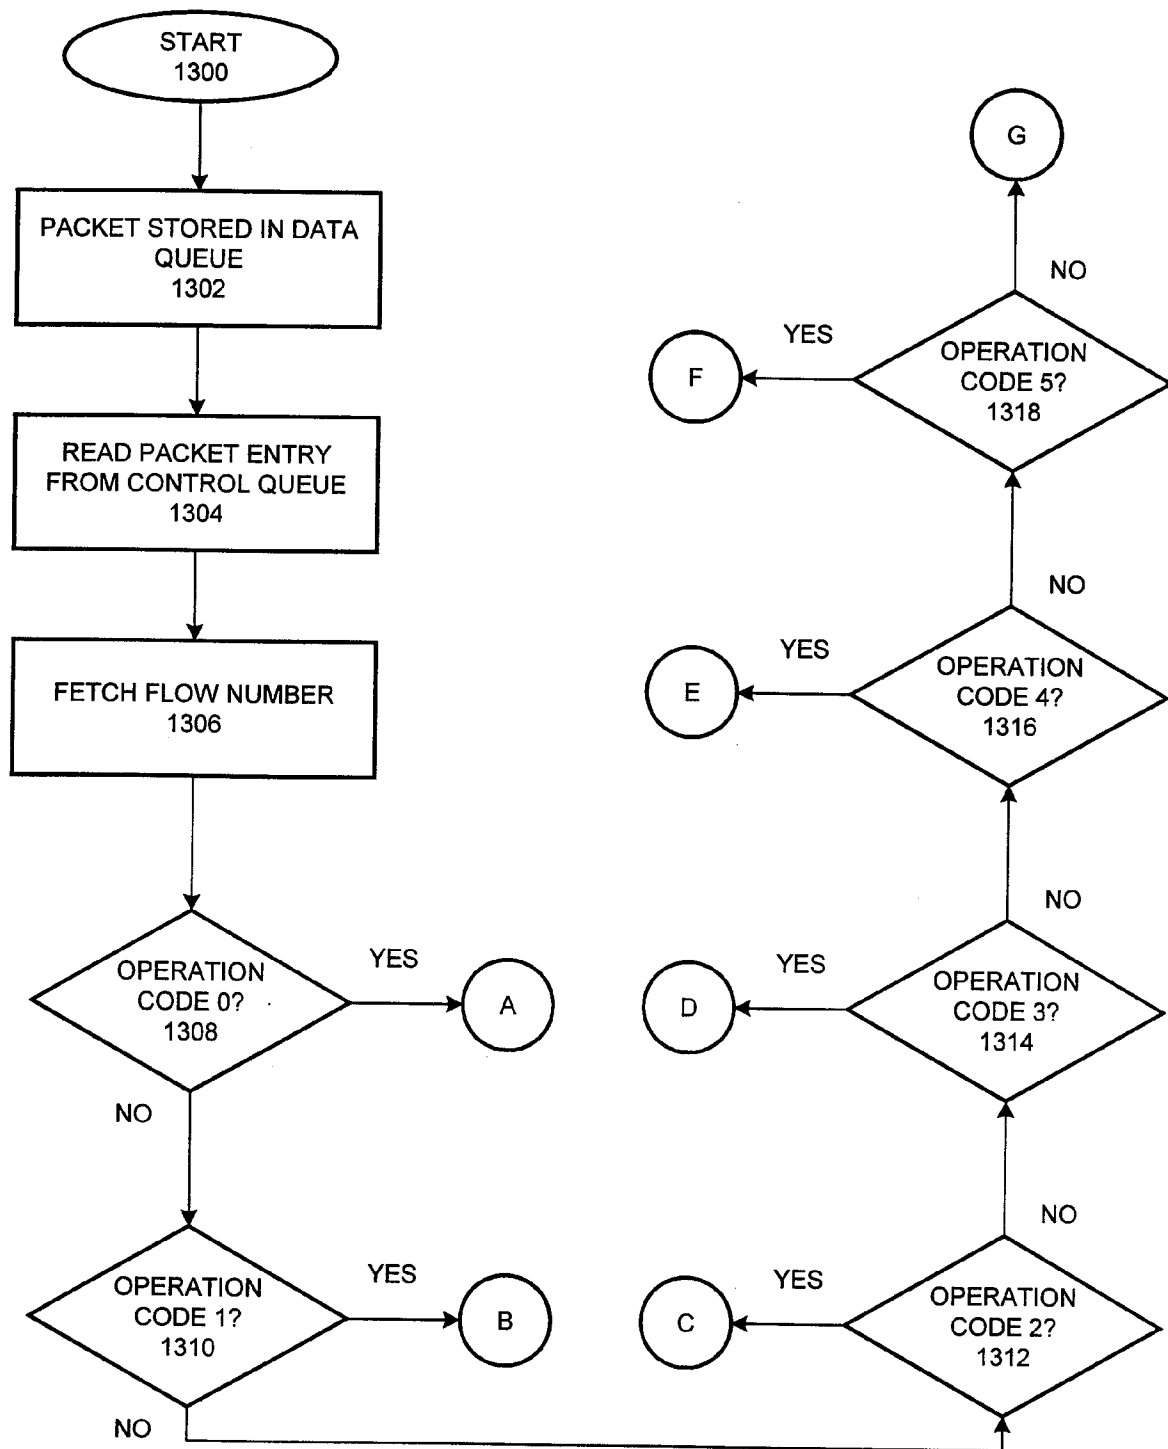 START
1300
PACKET STORED IN DATA
QUEUE
1302
READ PACKET ENTRY
FROM CONTROL QUEUE
1304
FETCH FLOW NUMBER
1306
OPERATION
CODE 0?
1308
YES
A
NO
OPERATION
CODE 1?
1310
YES
B
NO
OPERATION
CODE 2?
1312
YES
C
NO
OPERATION
CODE 3?
1314
YES
D
NO
OPERATION
CODE 4?
1316
YES
E
NO
OPERATION
CODE 5?
1318
YES
F
NO
G